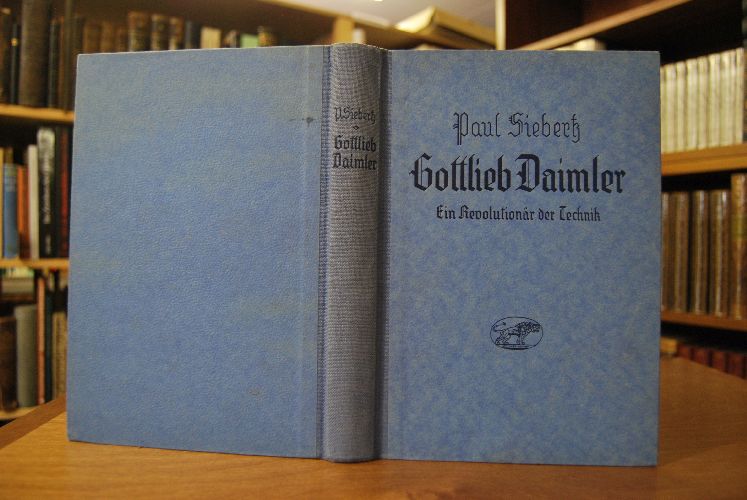 P. Siebertz
Gottlieb
Daimler
Paul Siebertz
Gottlieb Daimler
Ein Revolutionär der Technik